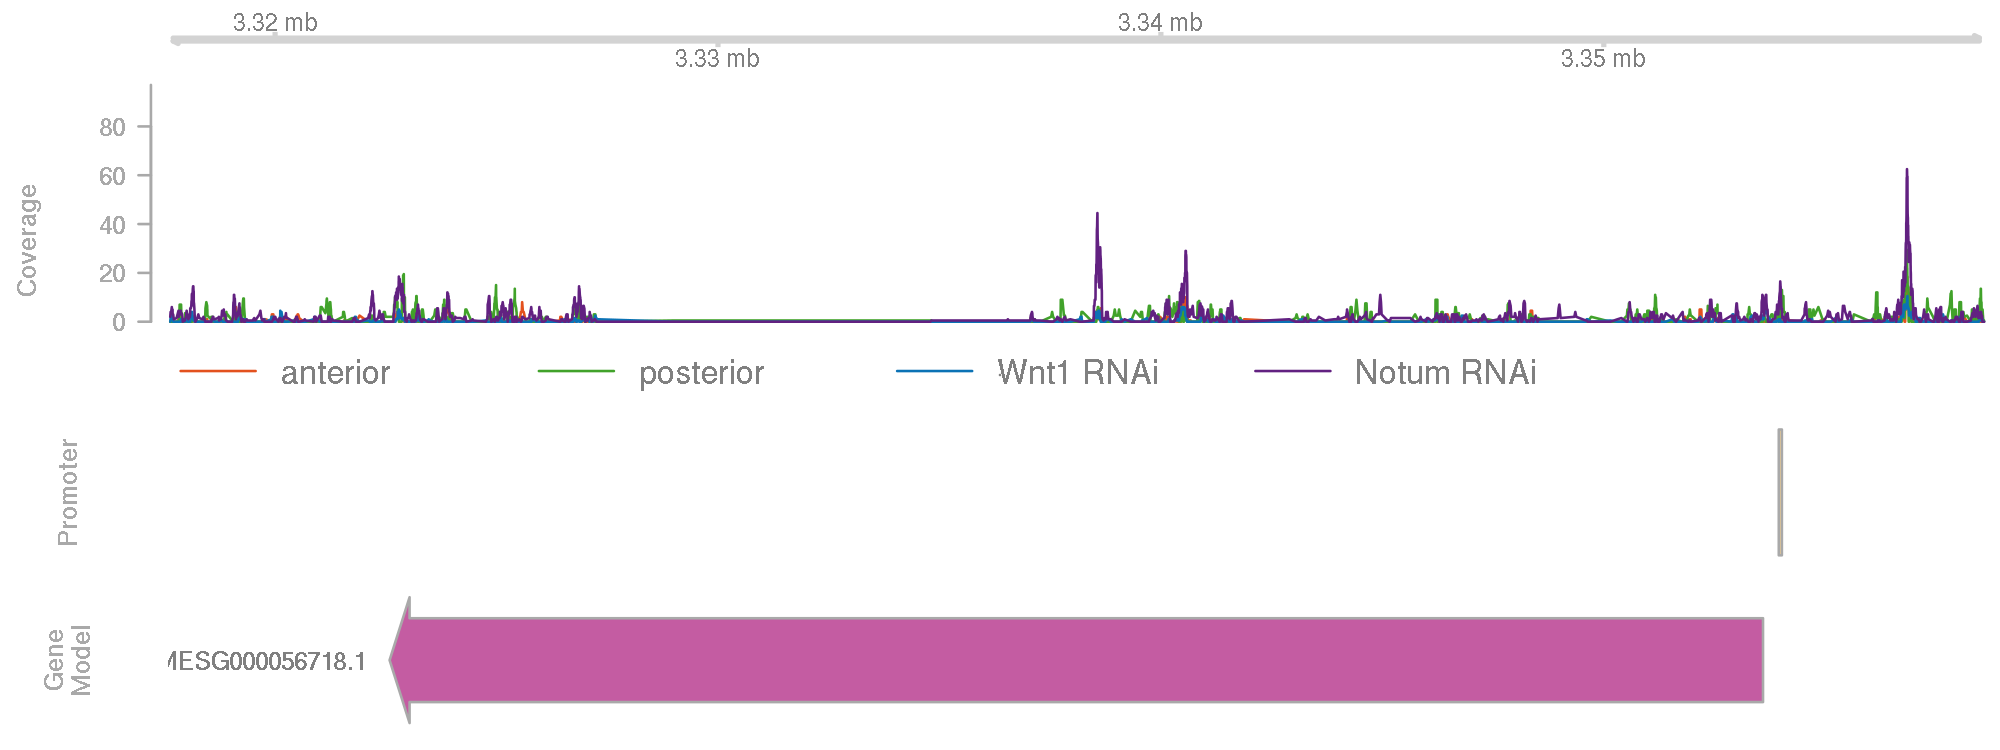 3.32 mb 3.34 mb
3.33 mb 3.35 mb
Coverage
80
60
40
20
0
anterior posterior Wnt1 RNAi Notum RNAi
Promoter
Gene
Model
MESG000056718.1